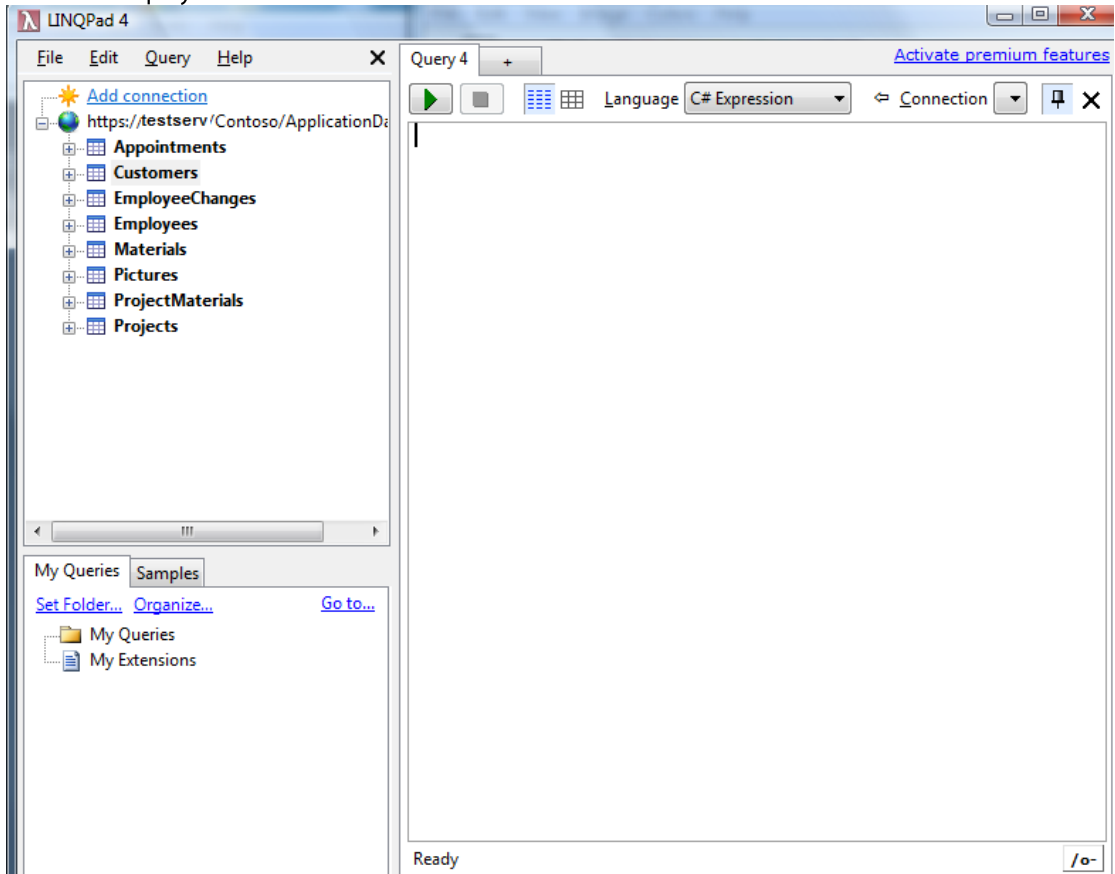 LINQPad 4
File Edit Query Help
Add connection
https://testserv/Contoso/ApplicationDa
Appointments
Customers
EmployeeChanges
Employees
Materials
Pictures
ProjectMaterials
Projects
My Queries Samples
Set Folder... Organize... Go to...
My Queries
My Extensions
Query 4 +
Activate premium features
Language C# Expression Connection
Ready
/o-